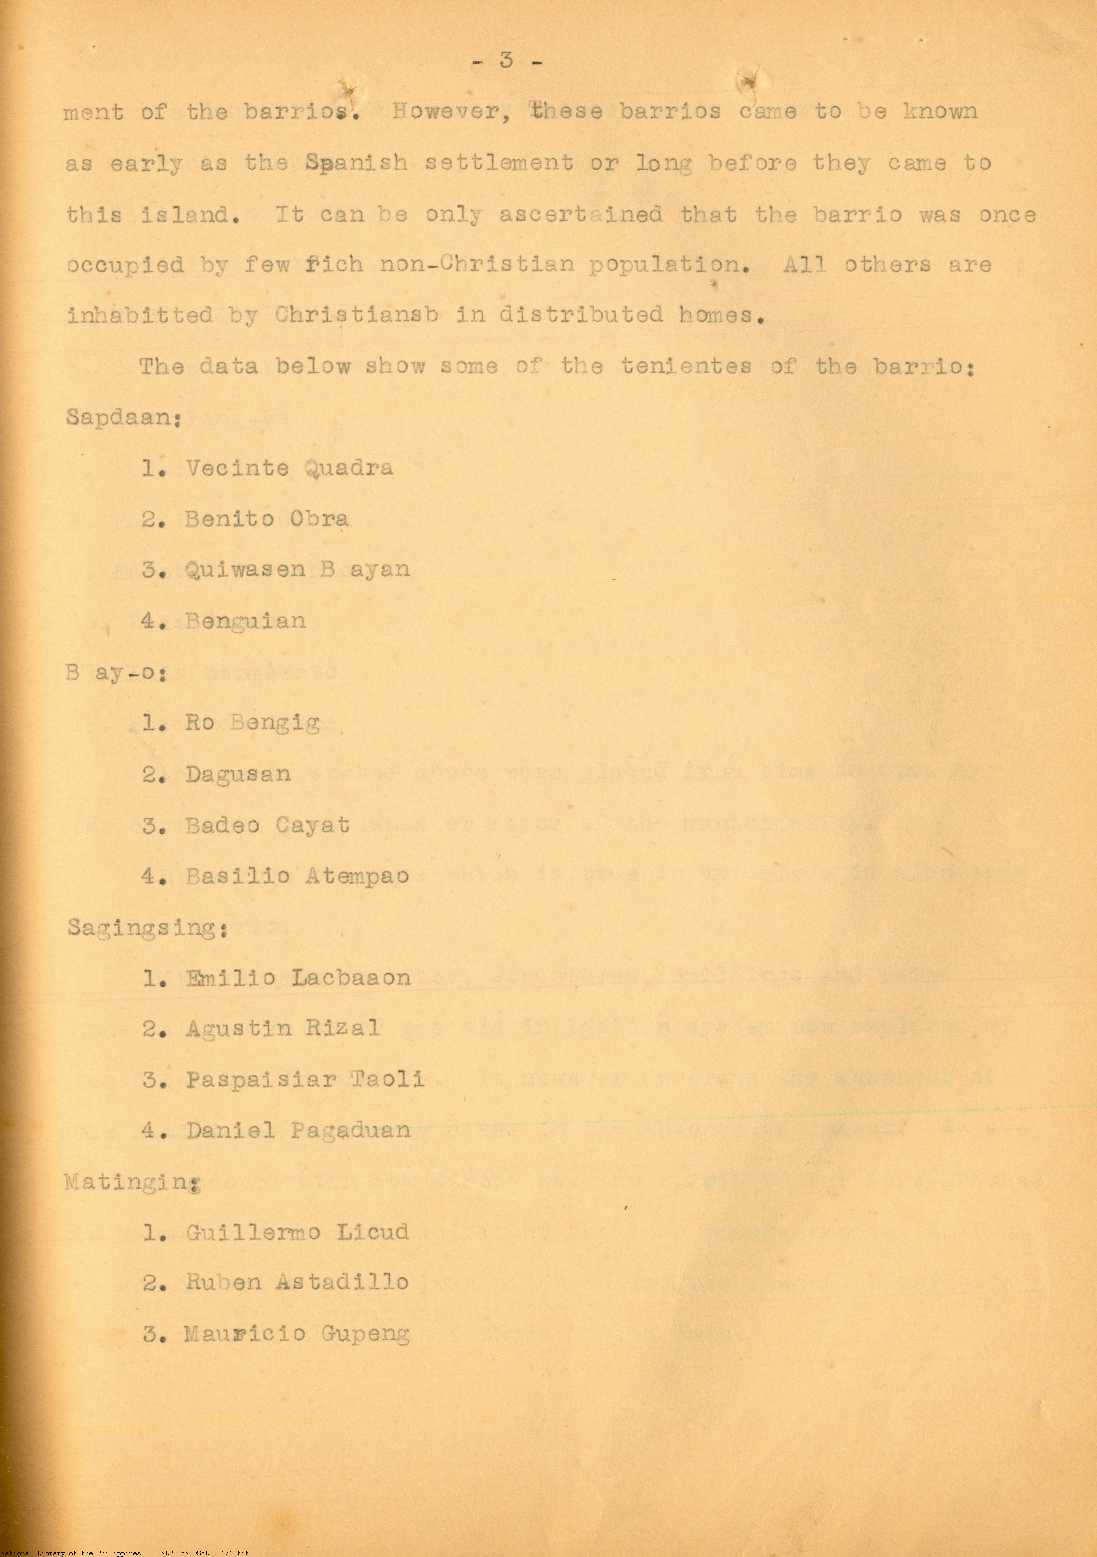 - 3 -
ment of the barrios. However, these barrios came to be known
as early as the Spanish settlement or long before they came to
this island. It can be only ascertained that the barrio was once
occupied by few rich non-Christian population. All others are
inhabitted by Christiansb in distributed homes.
The data below show some of the tenientes of the barrio:
Sapdaan:
1. Vecinte Quadra
2. Benito Obra
3. Quiwasen B ayan
4. Benguian
B ay-o:
1. Ro Bengig
2. Dagusan
3. Badeo Cayat
4. Basilio Atempao
Sagingsing:
1. Emilio Lacbaaon
2. Agustin Rizal
3. Paspaisiar Taoli
4. Daniel Pagaduan
Matinging
1. Guillermo Licud
2. Ruben Astadillo
3. Mauricio Gupeng